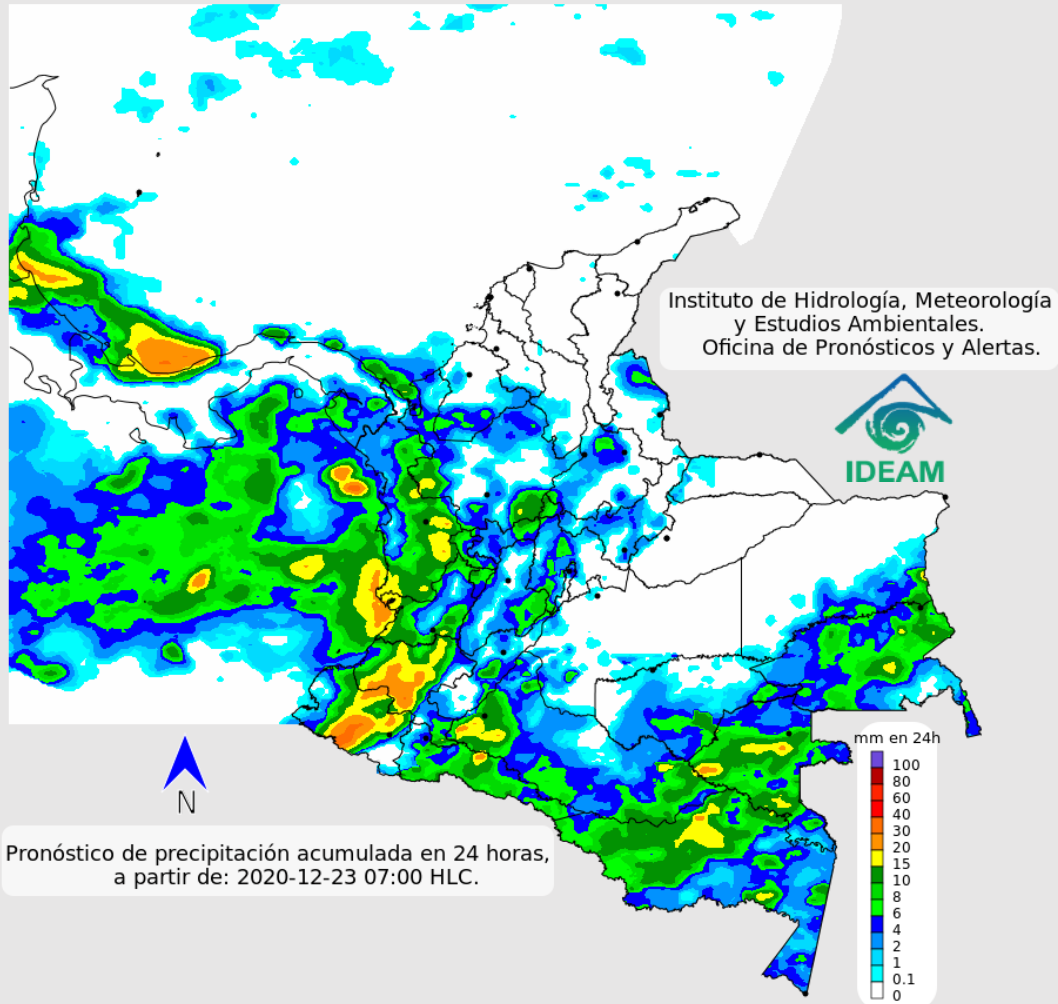 Instituto de Hidrología, Meteorología
y Estudios Ambientales.
Oficina de Pronósticos y Alertas.
IDEAM
mm en 24h
100
80
60
40
30
20
15
10
8
6
4
2
1
0.1
0
N
Pronóstico de precipitación acumulada en 24 horas,
a partir de: 2020-12-23 07:00 HLC.